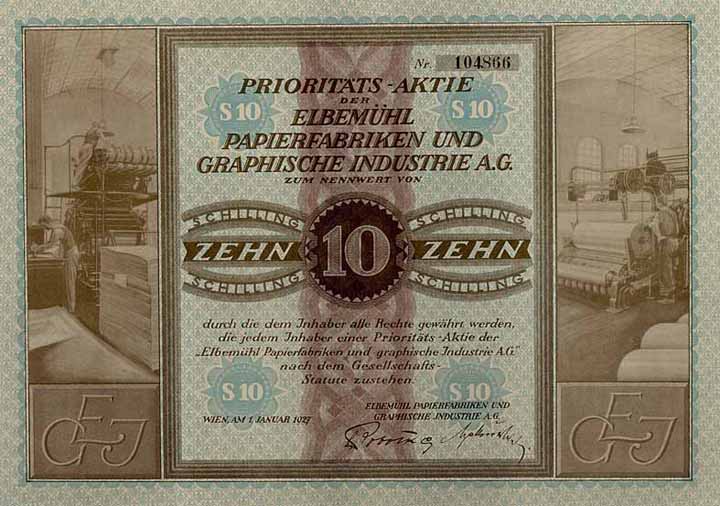 Nr. 104866
PRIORITÄTS-AKTIE
DER
S 10 ELBEMÜHL S 10
PAPIERFABRIKEN UND
GRAPHISCHE INDUSTRIE A.G.
ZUM NENNWERT VON
SCHILLING SCHILLING
ZEHN 10 ZEHN
SCHILLING SCHILLING
durch die dem Inhaber alle Rechte gewährt werden,
die jedem Inhaber einer Prioritäts-Aktie der
„Elbemühl Papierfabriken und graphische Industrie A.G."
nach dem Gesellschafts-
Statute zustehen.
S 10 S 10
WIEN, AM 1. JANUAR 1927
ELBEMÜHL PAPIERFABRIKEN UND
GRAPHISCHE INDUSTRIE A.G.
EGJ EGJ